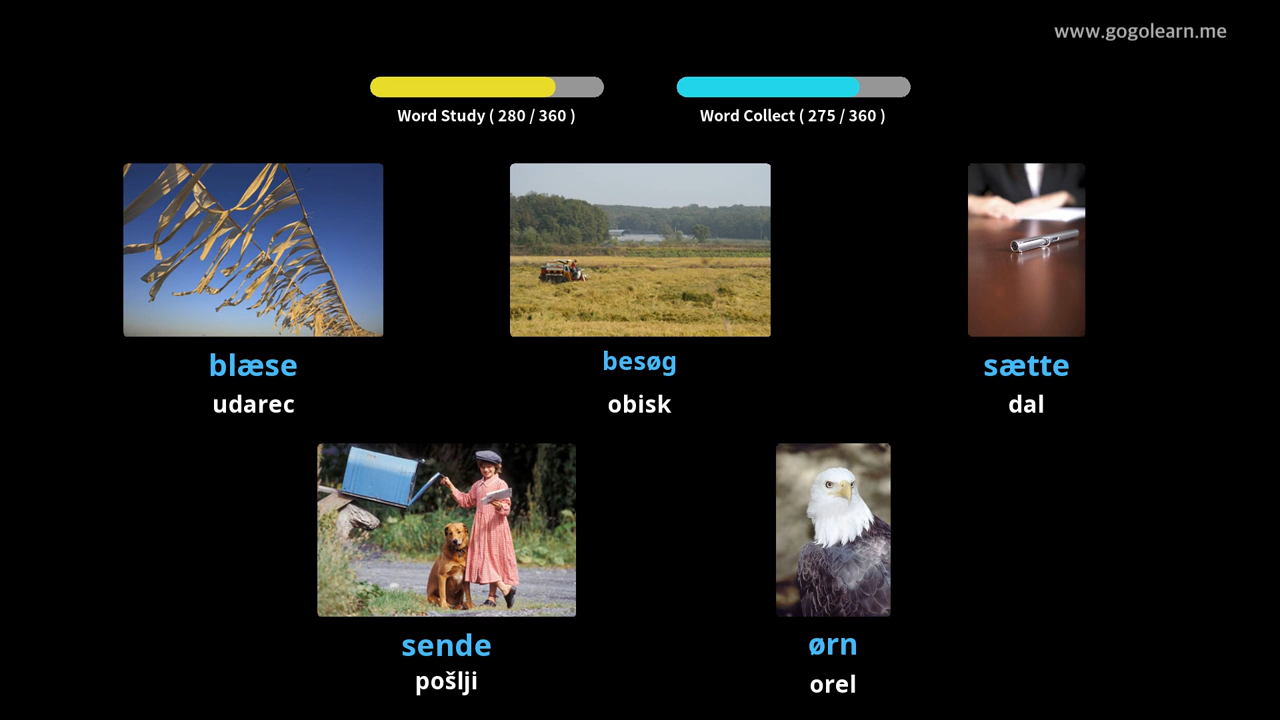 www.gogolearn.me
Word Study ( 280 / 360 )
Word Collect ( 275 / 360 )
blæse
udarec
besøg
obisk
sætte
dal
sende
pošlji
ørn
orel